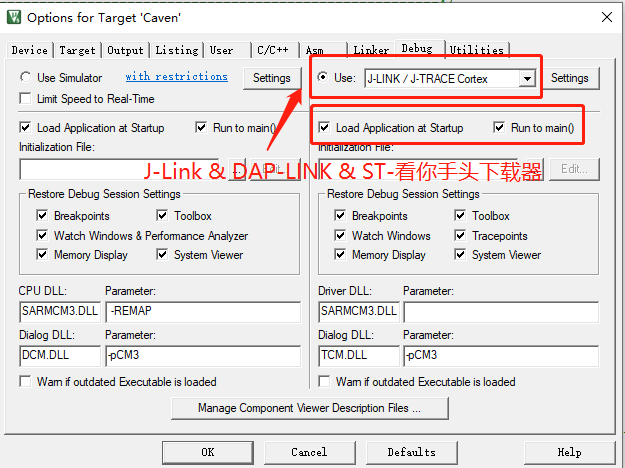 Options for Target 'Caven'
Device Target Output Listing User C/C++ Asm Linker Debug Utilities
Use Simulator with restrictions Settings Use: J-LINK / J-TRACE Cortex Settings
Limit Speed to Real-Time
Load Application at Startup Run to main() Load Application at Startup Run to main()
Initialization File: Initialization File:
... Edit... ... Edit...
J-Link & DAP-LINK & ST-看你手头下载器
Restore Debug Session Settings Restore Debug Session Settings
Breakpoints Toolbox Breakpoints Toolbox
Watch Windows & Performance Analyzer Watch Windows Tracepoints
Memory Display System Viewer Memory Display System Viewer
CPU DLL: Parameter: Driver DLL: Parameter:
SARMCM3.DLL -REMAP SARMCM3.DLL
Dialog DLL: Parameter: Dialog DLL: Parameter:
DCM.DLL -pCM3 TCM.DLL -pCM3
Warn if outdated Executable is loaded Warn if outdated Executable is loaded
Manage Component Viewer Description Files ...
OK Cancel Defaults Help